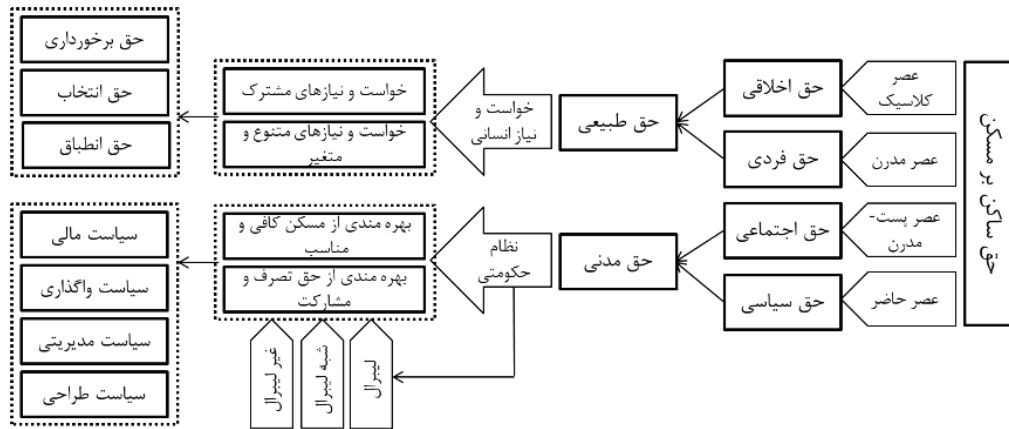 حق ساکن بر مسکن
عصر
کلاسیک
عصر مدرن
عصر پست-
مدرن
عصر حاضر
حق اخلاقی
حق فردی
حق اجتماعی
حق سیاسی
حق طبیعی
حق مدنی
خواست و
نیاز انسانی
نظام
حکومتی
خواست و نیازهای مشترک
خواست و نیازهای متنوع و
متغیر
بهره مندی از مسکن کافی و
مناسب
بهره مندی از حق تصرف و
مشارکت
لیبرال
شبه لیبرال
غیر لیبرال
حق برخورداری
حق انتخاب
حق انطباق
سیاست مالی
سیاست واگذاری
سیاست مدیریتی
سیاست طراحی